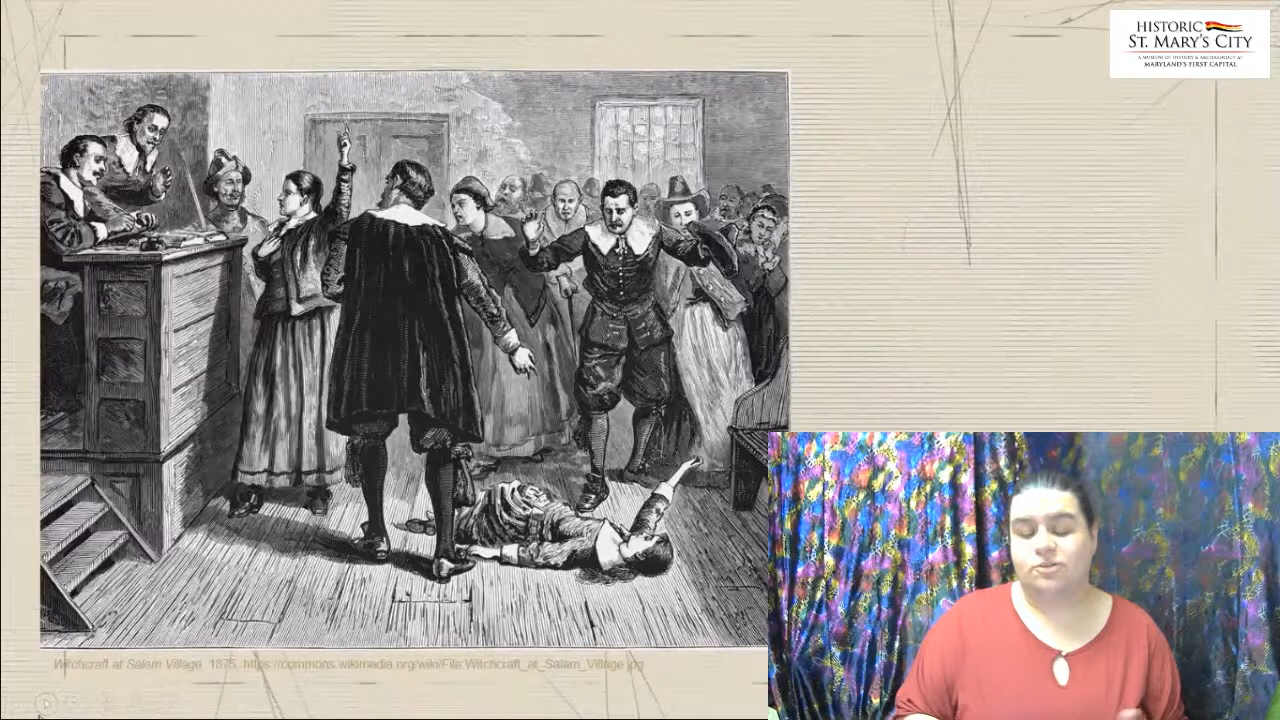 HISTORIC
ST. MARY'S CITY
A MUSEUM OF HISTORY & ARCHAEOLOGY AT
MARYLAND'S FIRST CAPITAL
Witchcraft at Salem Village. 1875. https://commons.wikimedia.org/wiki/File:Witchcraft_at_Salem_Village.jpg